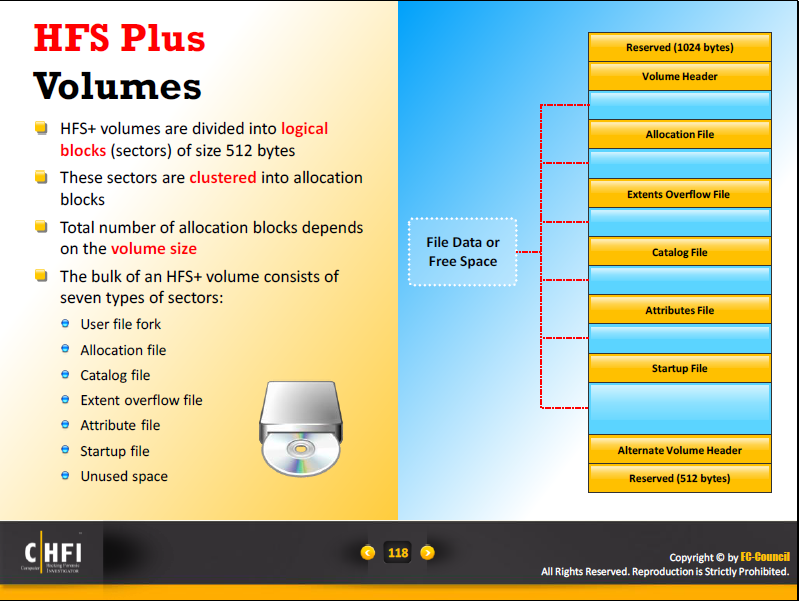 HFS Plus
Volumes
HFS+ volumes are divided into logical
blocks (sectors) of size 512 bytes
These sectors are clustered into allocation
blocks
Total number of allocation blocks depends
on the volume size
The bulk of an HFS+ volume consists of
seven types of sectors:
User file fork
Allocation file
Catalog file
Extent overflow file
Attribute file
Startup file
Unused space
File Data or
Free Space
Reserved (1024 bytes)
Volume Header
Allocation File
Extents Overflow File
Catalog File
Attributes File
Startup File
Alternate Volume Header
Reserved (512 bytes)
CHFI
Computer Hacking Forensic
INVESTIGATOR
118
Copyright © by EC-Council
All Rights Reserved. Reproduction is Strictly Prohibited.